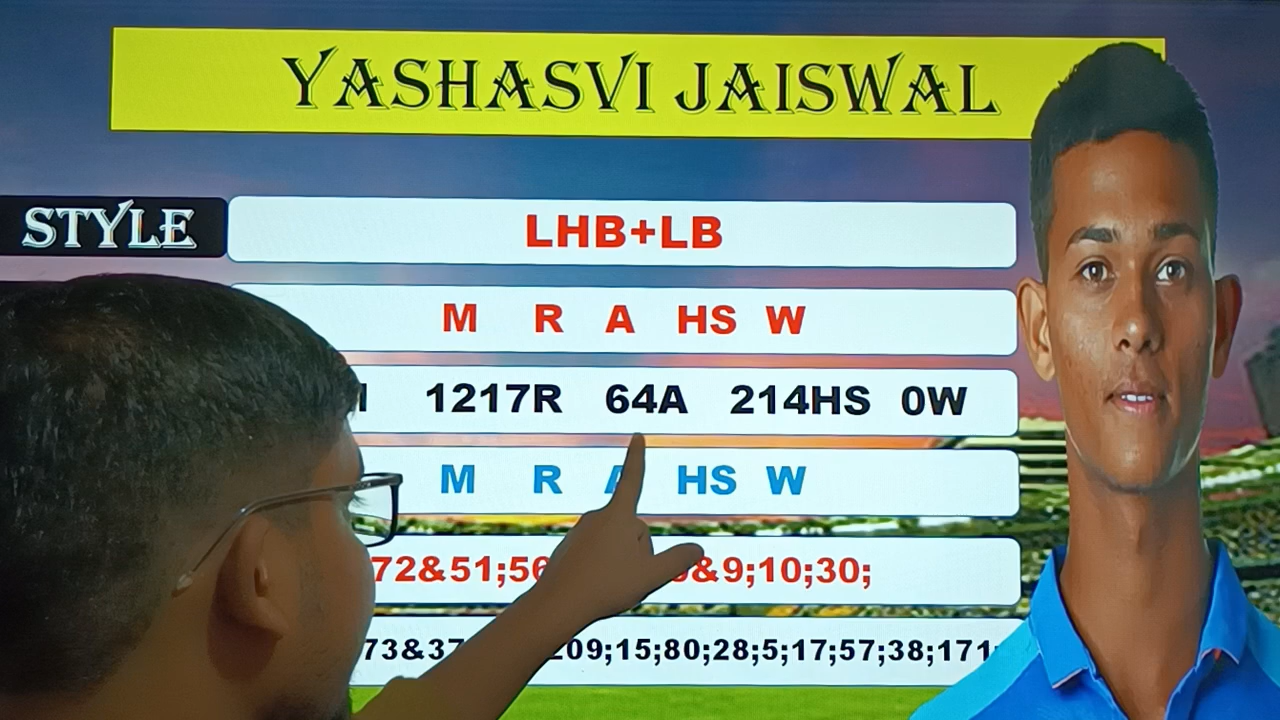 YASHASVI JAISWAL
STYLE LHB+LB
M R A HS W
1217R 64A 214HS 0W
M R A HS W
72&51;56 &9;10;30;
73&37 209;15;80;28;5;17;57;38;171